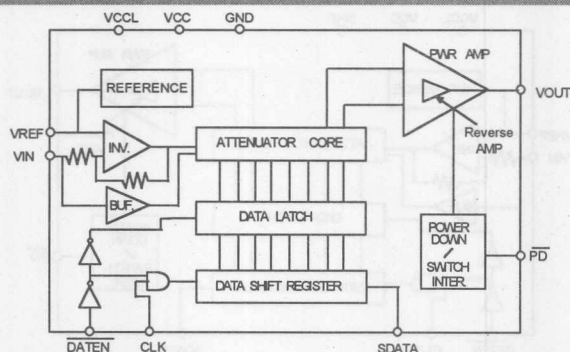 VCCL VCC GND
PWR AMP
REFERENCE
VOUT
VREF
INV.
ATTENUATOR CORE
Reverse
AMP
VIN
BUF.
DATA LATCH
POWER
DOWN
/
SWITCH
INTER.
PD
DATA SHIFT REGISTER
DATEN CLK SDATA